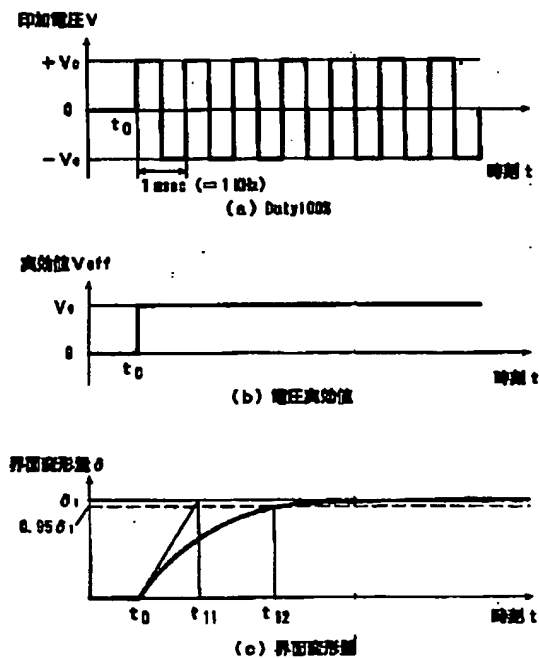 印加電圧V
+V₀
0
t₀
-V₀
時刻 t
1msec (=1KHz)
(a) Duty100%
実効値Veff
V₀
0
t₀
時刻 t
(b) 電圧実効値
界面変形量δ
δ₁
0.95δ₁
t₀
t₁₁
t₁₂
時刻 t
(c) 界面変形量